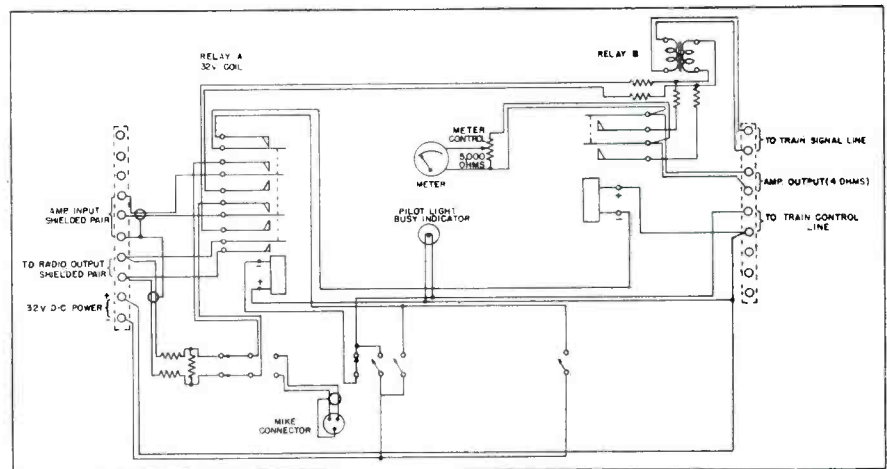 RELAY A
32V COIL
RELAY B
METER
CONTROL
5,000
OHMS
METER
PILOT LIGHT
BUSY INDICATOR
AMP INPUT
SHIELDED PAIR
TO RADIO OUTPUT
SHIELDED PAIR
+
32V D-C POWER
-
-
+
+
-
TO TRAIN SIGNAL LINE
AMP. OUTPUT (4 OHMS)
TO TRAIN CONTROL
LINE
MIKE
CONNECTOR